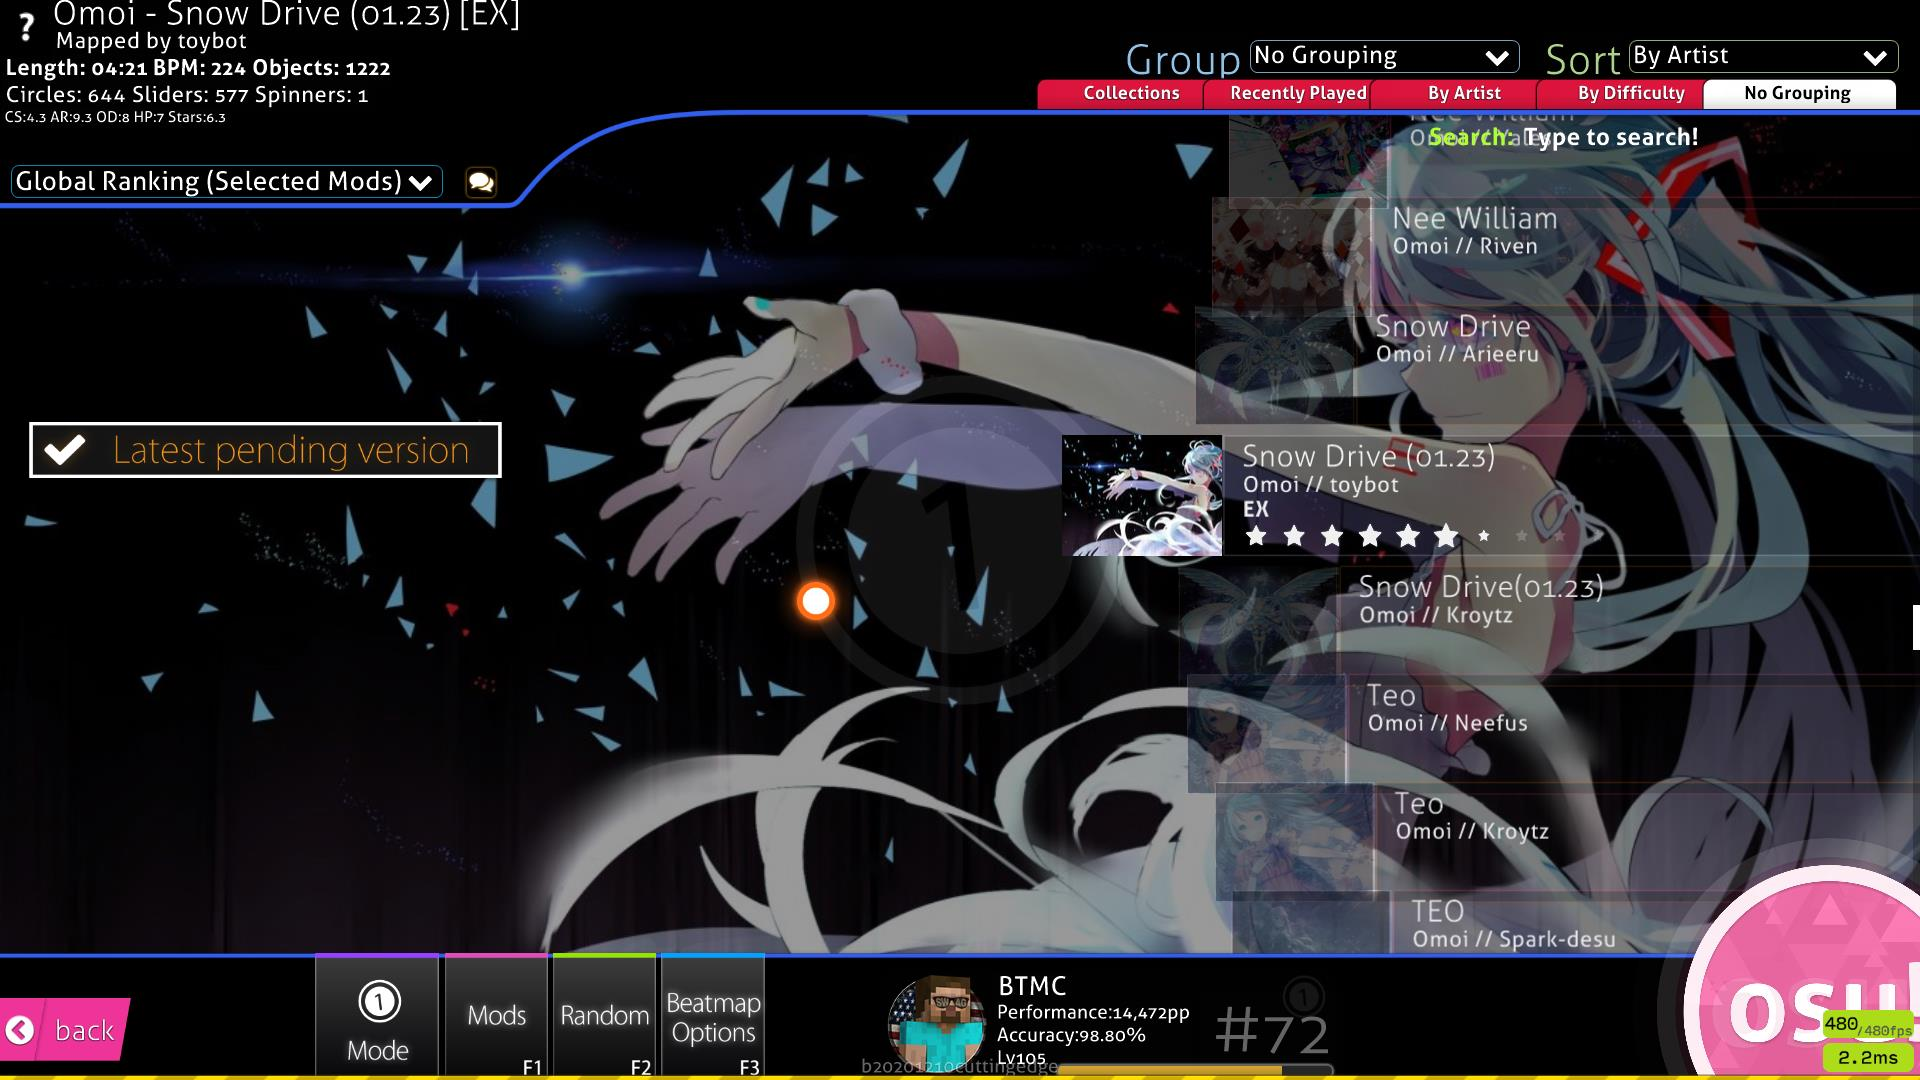 Omoi - Snow Drive (01.23) [EX]
Mapped by toybot
Length: 04:21 BPM: 224 Objects: 1222
Circles: 644 Sliders: 577 Spinners: 1
CS:4.3 AR:9.3 OD:8 HP:7 Stars:6.3
Group No Grouping
Sort By Artist
Collections
Recently Played
By Artist
By Difficulty
No Grouping
Global Ranking (Selected Mods)
Search: Type to search!
Nee William
Nee William
Omoi // Riven
Snow Drive
Omoi // Arieeru
Latest pending version
Snow Drive (01.23)
Omoi // toybot
EX
Snow Drive(01.23)
Omoi // Kroytz
Teo
Omoi // Neefus
Teo
Omoi // Kroytz
TEO
Omoi // Spark-desu
back
1
Mode
Mods
F1
Random
F2
Beatmap
Options
F3
BTMC
Performance:14,472pp
Accuracy:98.80%
Lv105
#72
b20201210cuttingedge
osu!
480/480fps
2.2ms